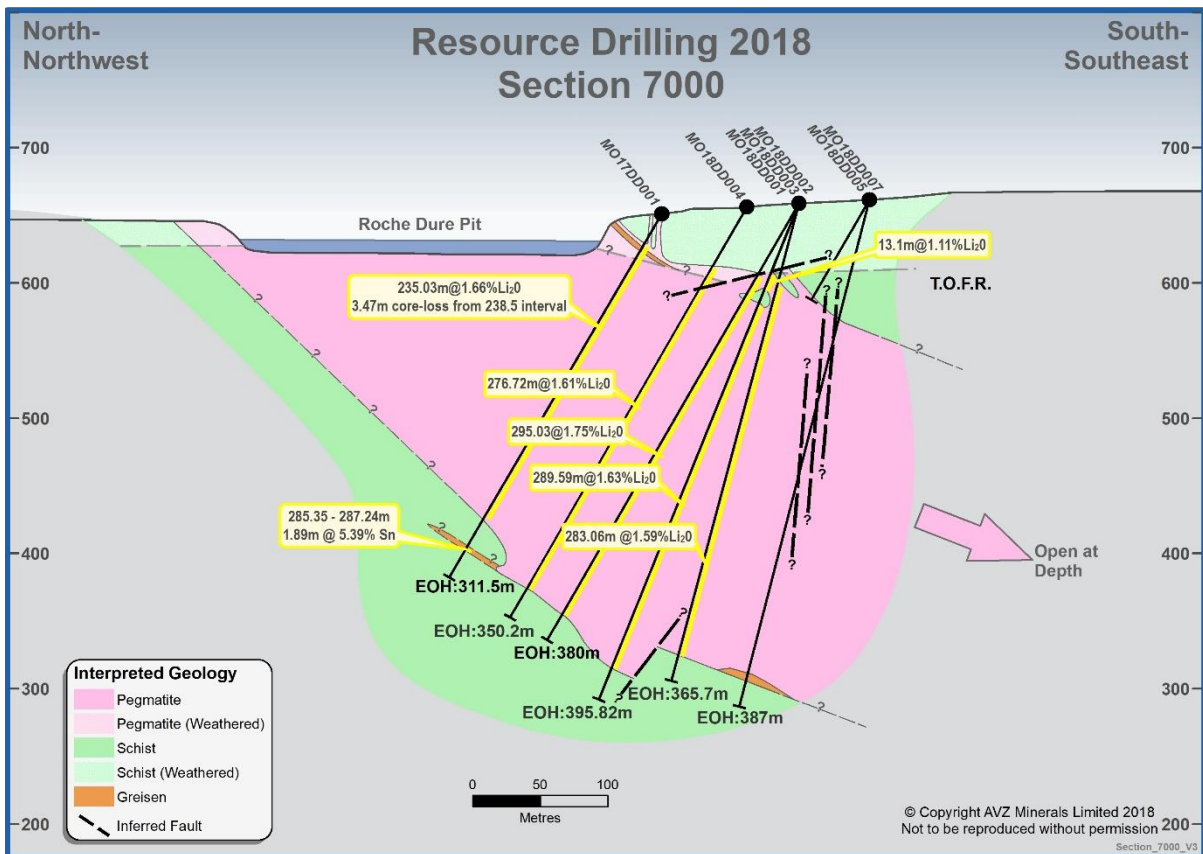 North-
Northwest
Resource Drilling 2018
Section 7000
South-
Southeast
700
700
MO17DD001
MO18DD004
MO18DD001
MO18DD003
MO18DD002
MO18DD005
MO18DD007
Roche Dure Pit
13.1m@1.11%Li₂0
600
600
T.O.F.R.
235.03m@1.66%Li₂0
3.47m core-loss from 238.5 interval
276.72m@1.61%Li₂0
500
500
295.03@1.75%Li₂0
289.59m@1.63%Li₂0
285.35 - 287.24m
1.89m @ 5.39% Sn
283.06m @1.59%Li₂0
400
400
Open at
Depth
EOH:311.5m
EOH:350.2m
EOH:380m
EOH:395.82m
EOH:365.7m
EOH:387m
300
300
Interpreted Geology
Pegmatite
Pegmatite (Weathered)
Schist
Schist (Weathered)
Greisen
Inferred Fault
0 50 100
Metres
200
200
© Copyright AVZ Minerals Limited 2018
Not to be reproduced without permission
Section_7000_V3
? ? ? ? ? ? ? ? ? ? ? ? ? ? ? ? ? ? ? ?